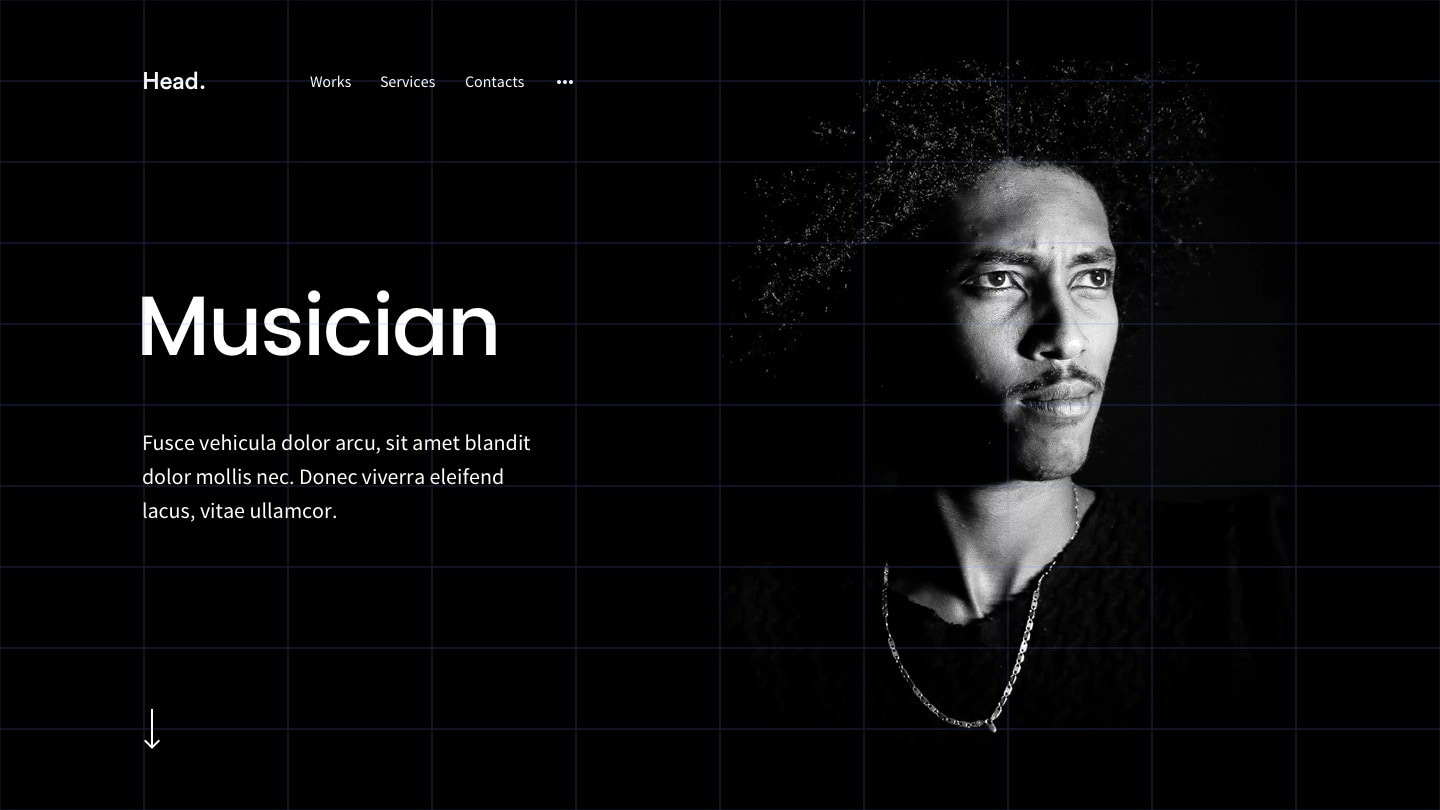 Head.
Works Services Contacts •••
Musician
Fusce vehicula dolor arcu, sit amet blandit
dolor mollis nec. Donec viverra eleifend
lacus, vitae ullamcor.